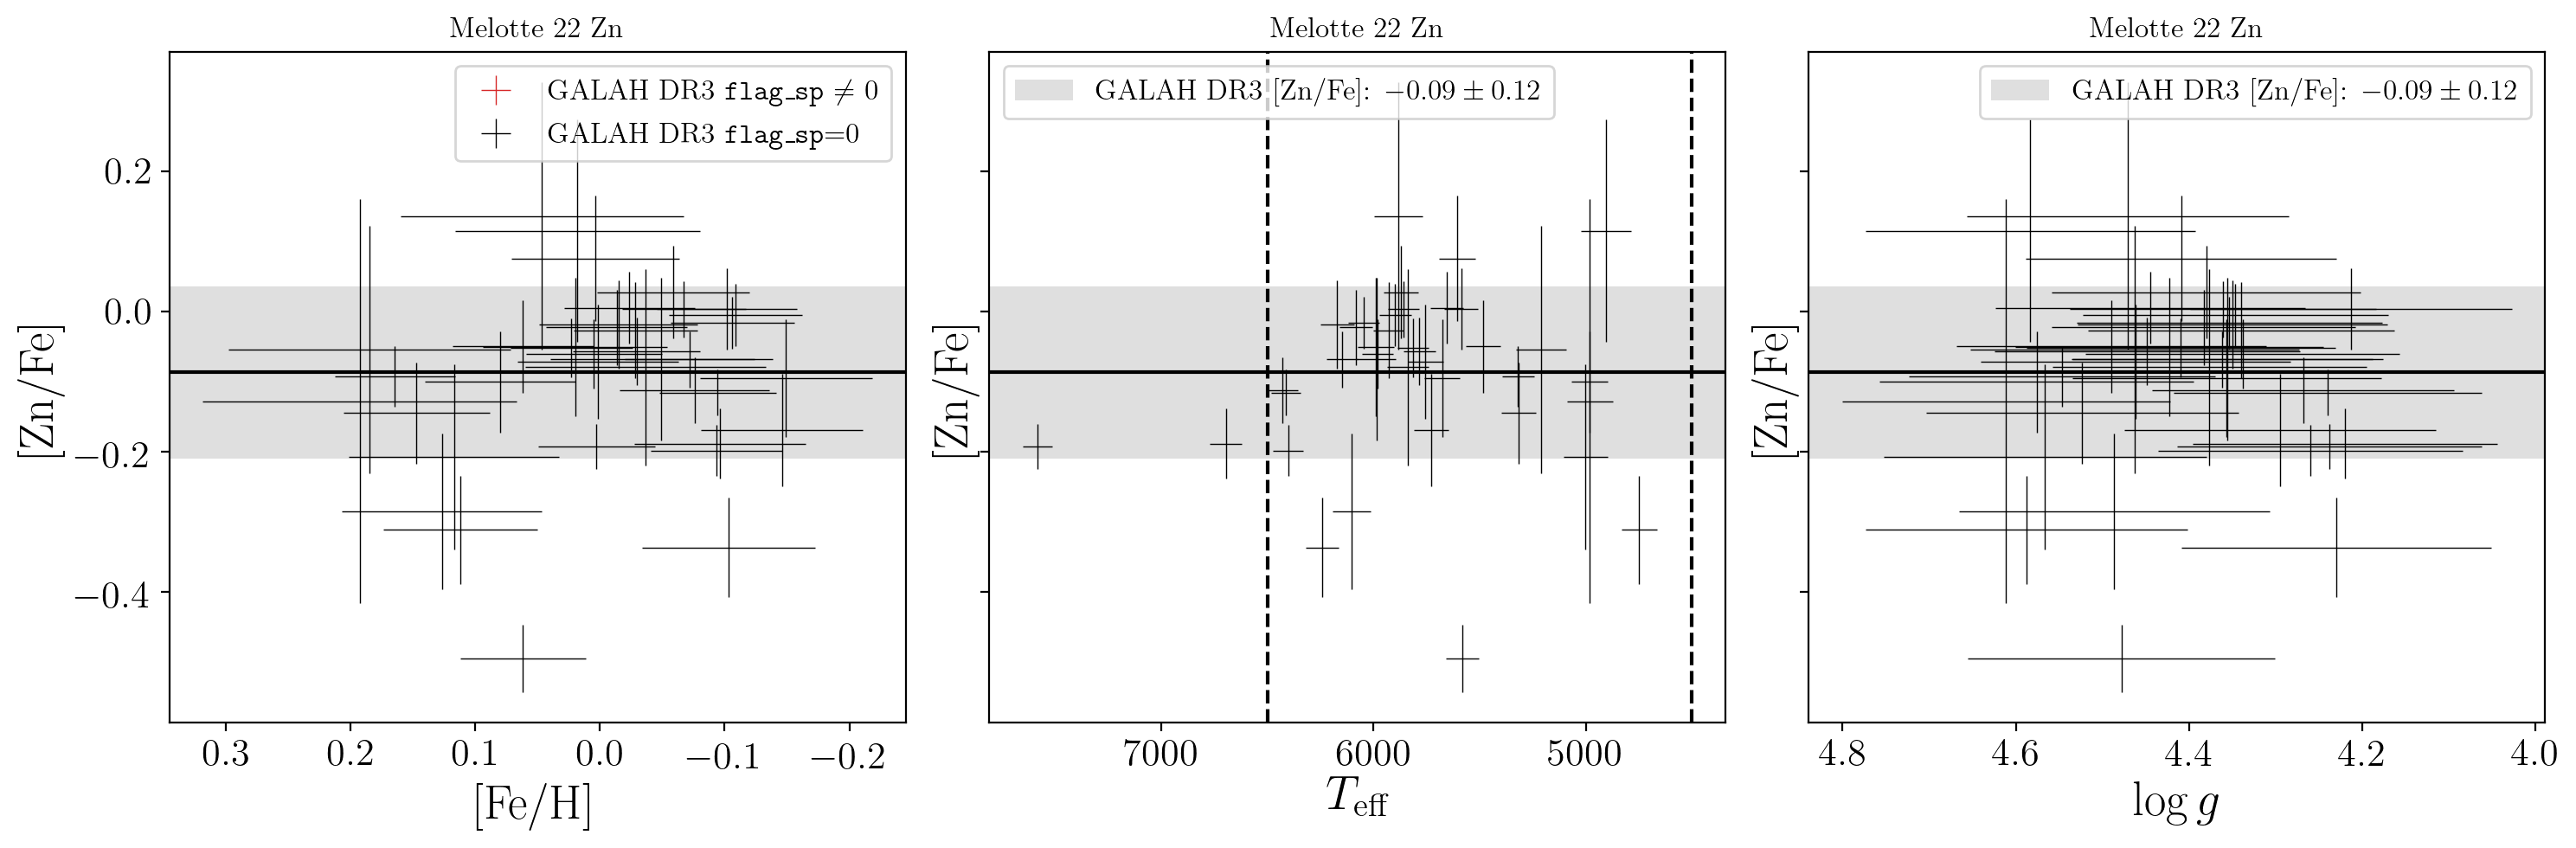 Melotte 22 Zn
GALAH DR3 flag_sp ≠ 0
GALAH DR3 flag_sp=0
[Zn/Fe]
0.2
0.0
−0.2
−0.4
0.3 0.2 0.1 0.0 −0.1 −0.2
[Fe/H]
Melotte 22 Zn
GALAH DR3 [Zn/Fe]: −0.09 ± 0.12
[Zn/Fe]
7000 6000 5000
Teff
Melotte 22 Zn
GALAH DR3 [Zn/Fe]: −0.09 ± 0.12
[Zn/Fe]
4.8 4.6 4.4 4.2 4.0
log g